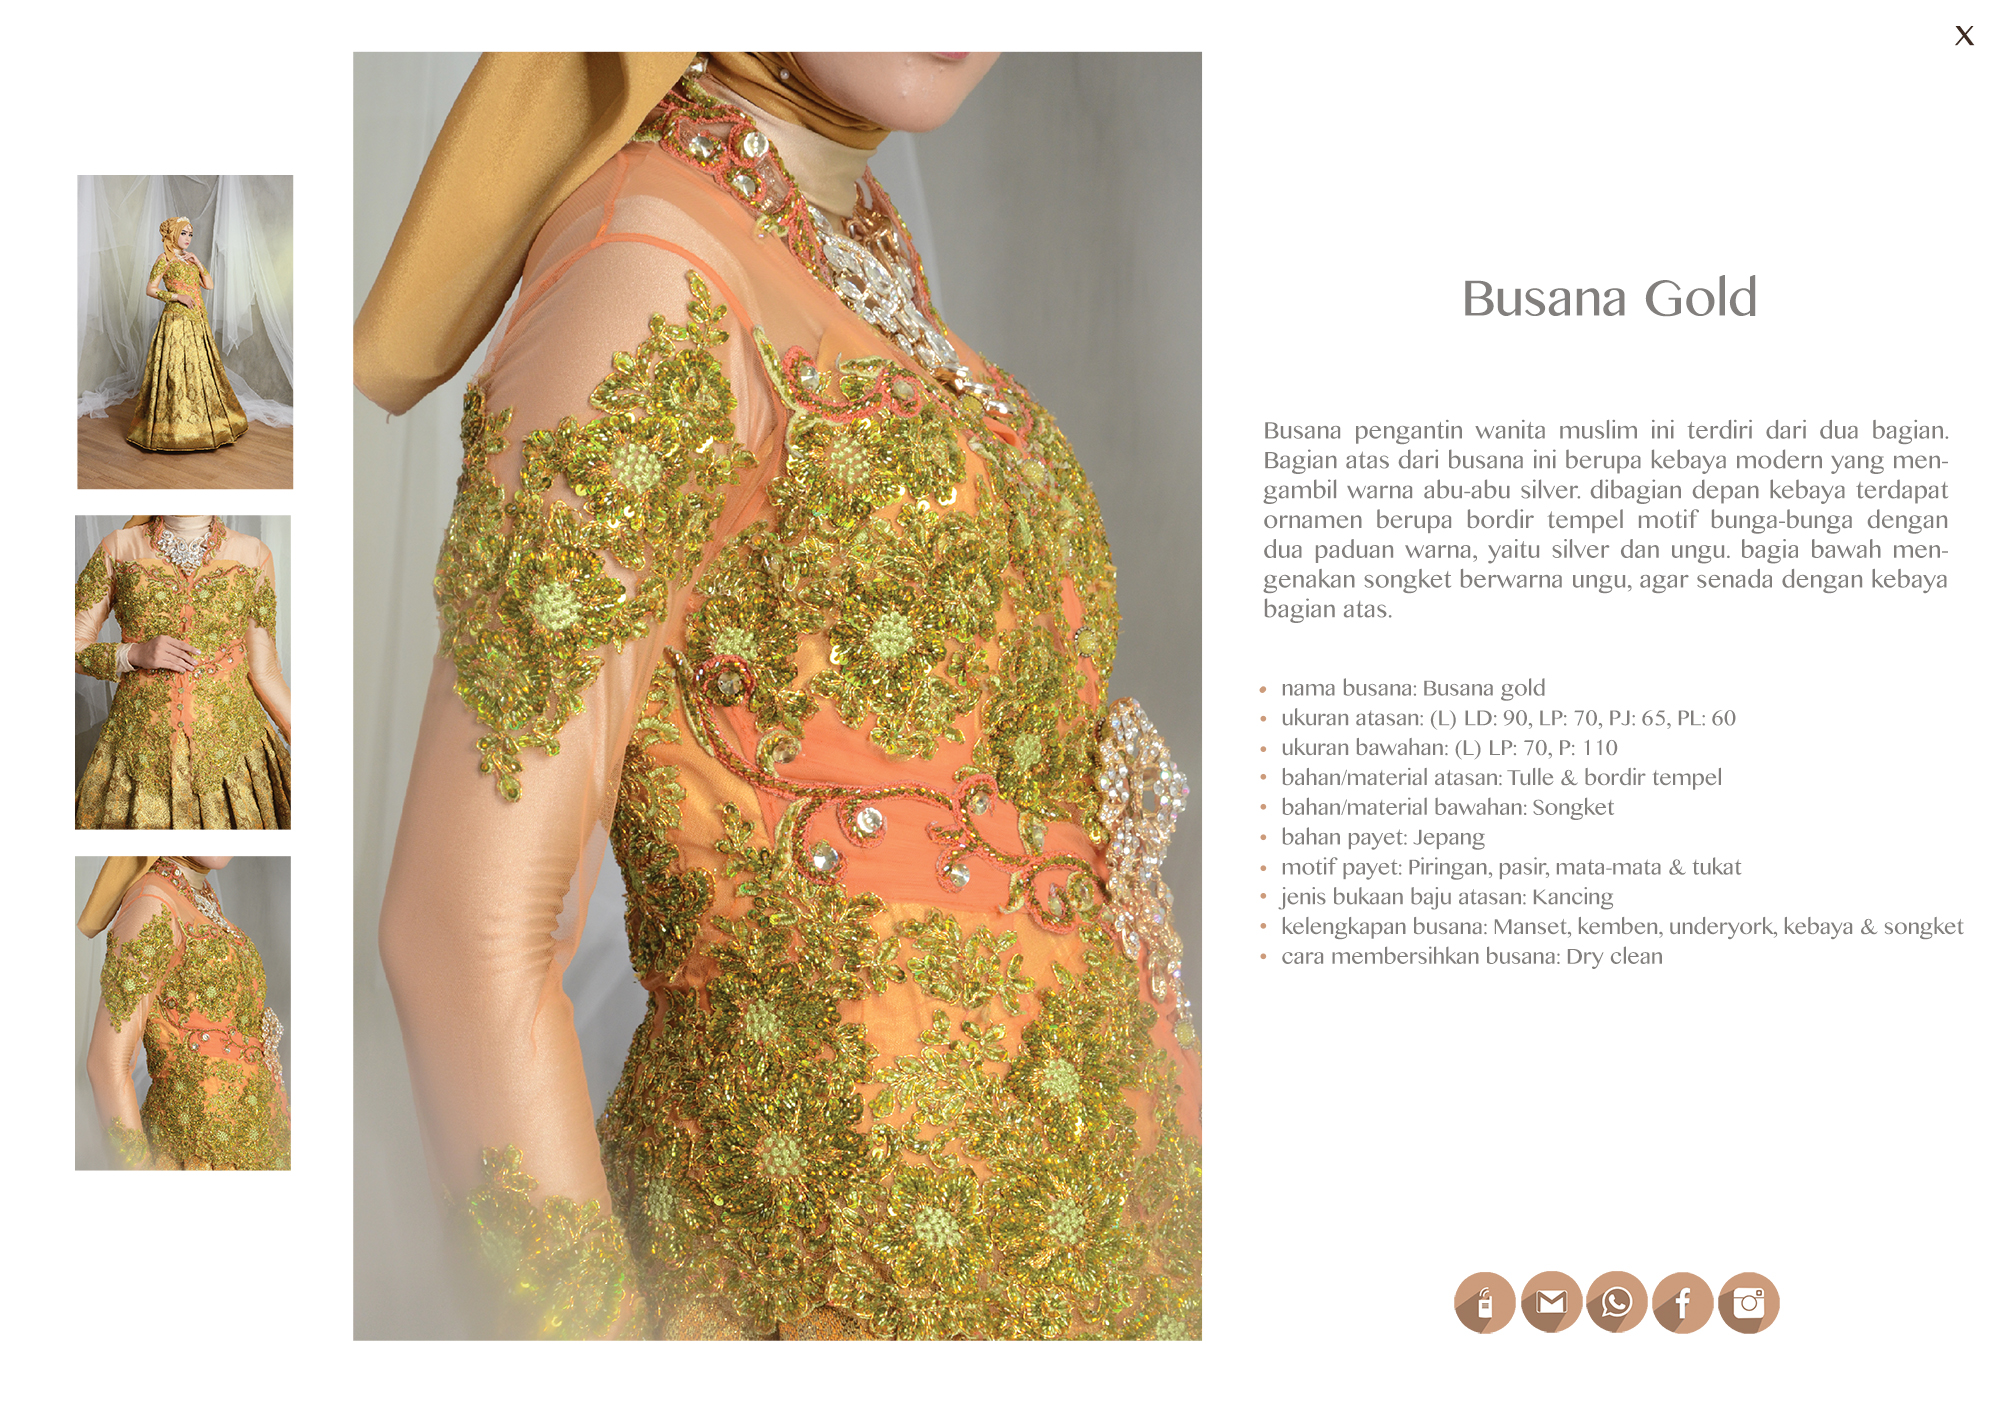 X
Busana Gold
Busana pengantin wanita muslim ini terdiri dari dua bagian.
Bagian atas dari busana ini berupa kebaya modern yang men-
gambil warna abu-abu silver. dibagian depan kebaya terdapat
ornamen berupa bordir tempel motif bunga-bunga dengan
dua paduan warna, yaitu silver dan ungu. bagia bawah men-
genakan songket berwarna ungu, agar senada dengan kebaya
bagian atas.
• nama busana: Busana gold
• ukuran atasan: (L) LD: 90, LP: 70, PJ: 65, PL: 60
• ukuran bawahan: (L) LP: 70, P: 110
• bahan/material atasan: Tulle & bordir tempel
• bahan/material bawahan: Songket
• bahan payet: Jepang
• motif payet: Piringan, pasir, mata-mata & tukat
• jenis bukaan baju atasan: Kancing
• kelengkapan busana: Manset, kemben, underyork, kebaya & songket
• cara membersihkan busana: Dry clean